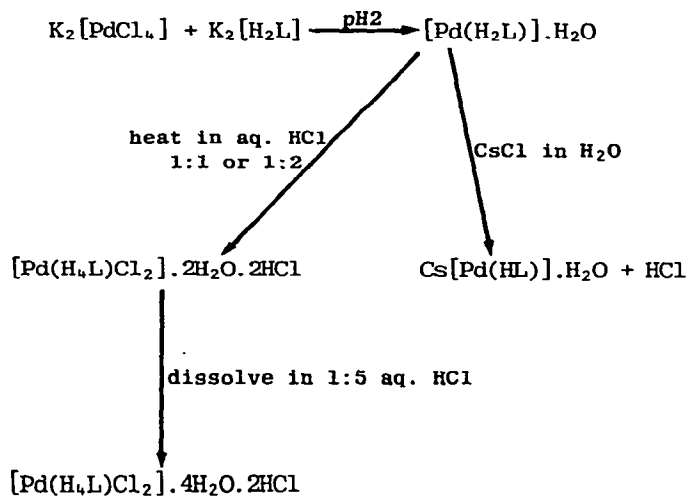 K₂[PdCl₄] + K₂[H₂L] pH2 [Pd(H₂L)].H₂O
heat in aq. HCl
1:1 or 1:2
CsCl in H₂O
[Pd(H₄L)Cl₂].2H₂O.2HCl
Cs[Pd(HL)].H₂O + HCl
dissolve in 1:5 aq. HCl
[Pd(H₄L)Cl₂].4H₂O.2HCl